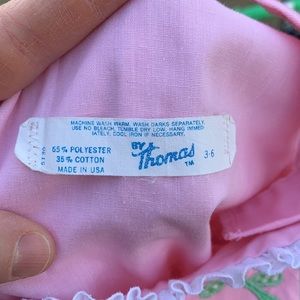 MACHINE WASH WARM. WASH DARKS SEPARATELY.
USE NO BLEACH, TUMBLE DRY LOW. HANG IMMED
IATELY. COOL IRON IF NECESSARY.
65% POLYESTER
35% COTTON
MADE IN USA
BY
Thomas
TM
3-6